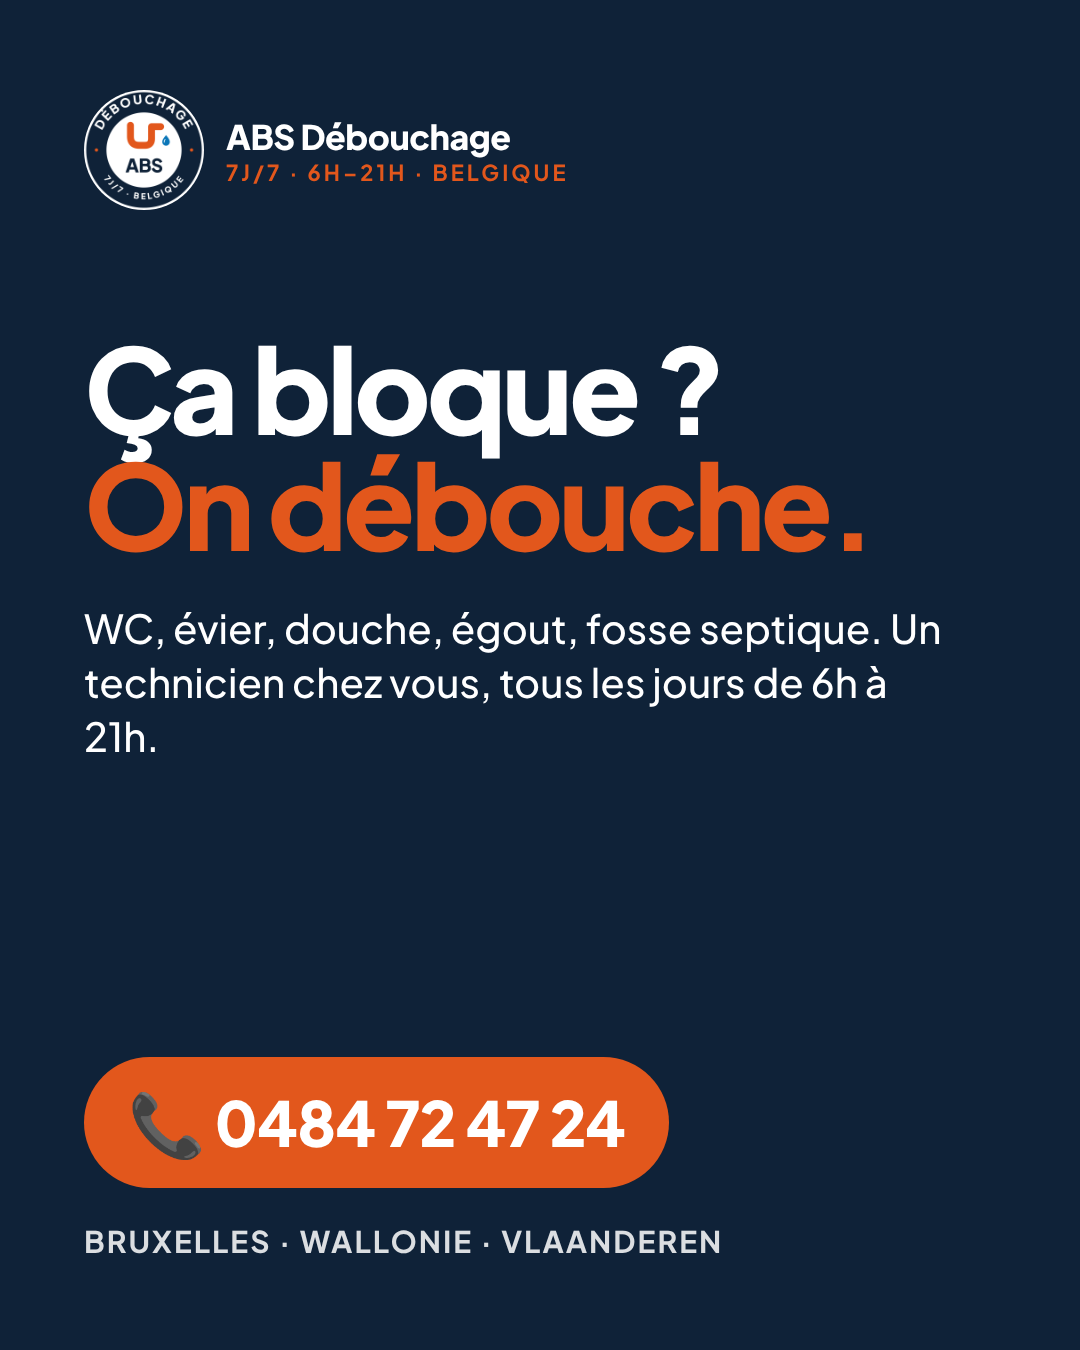 DÉBOUCHAGE
ABS
7J/7 · BELGIQUE
ABS Débouchage
7J/7 · 6H–21H · BELGIQUE
Ça bloque ?
On débouche.
WC, évier, douche, égout, fosse septique. Un
technicien chez vous, tous les jours de 6h à
21h.
📞 0484 72 47 24
BRUXELLES · WALLONIE · VLAANDEREN